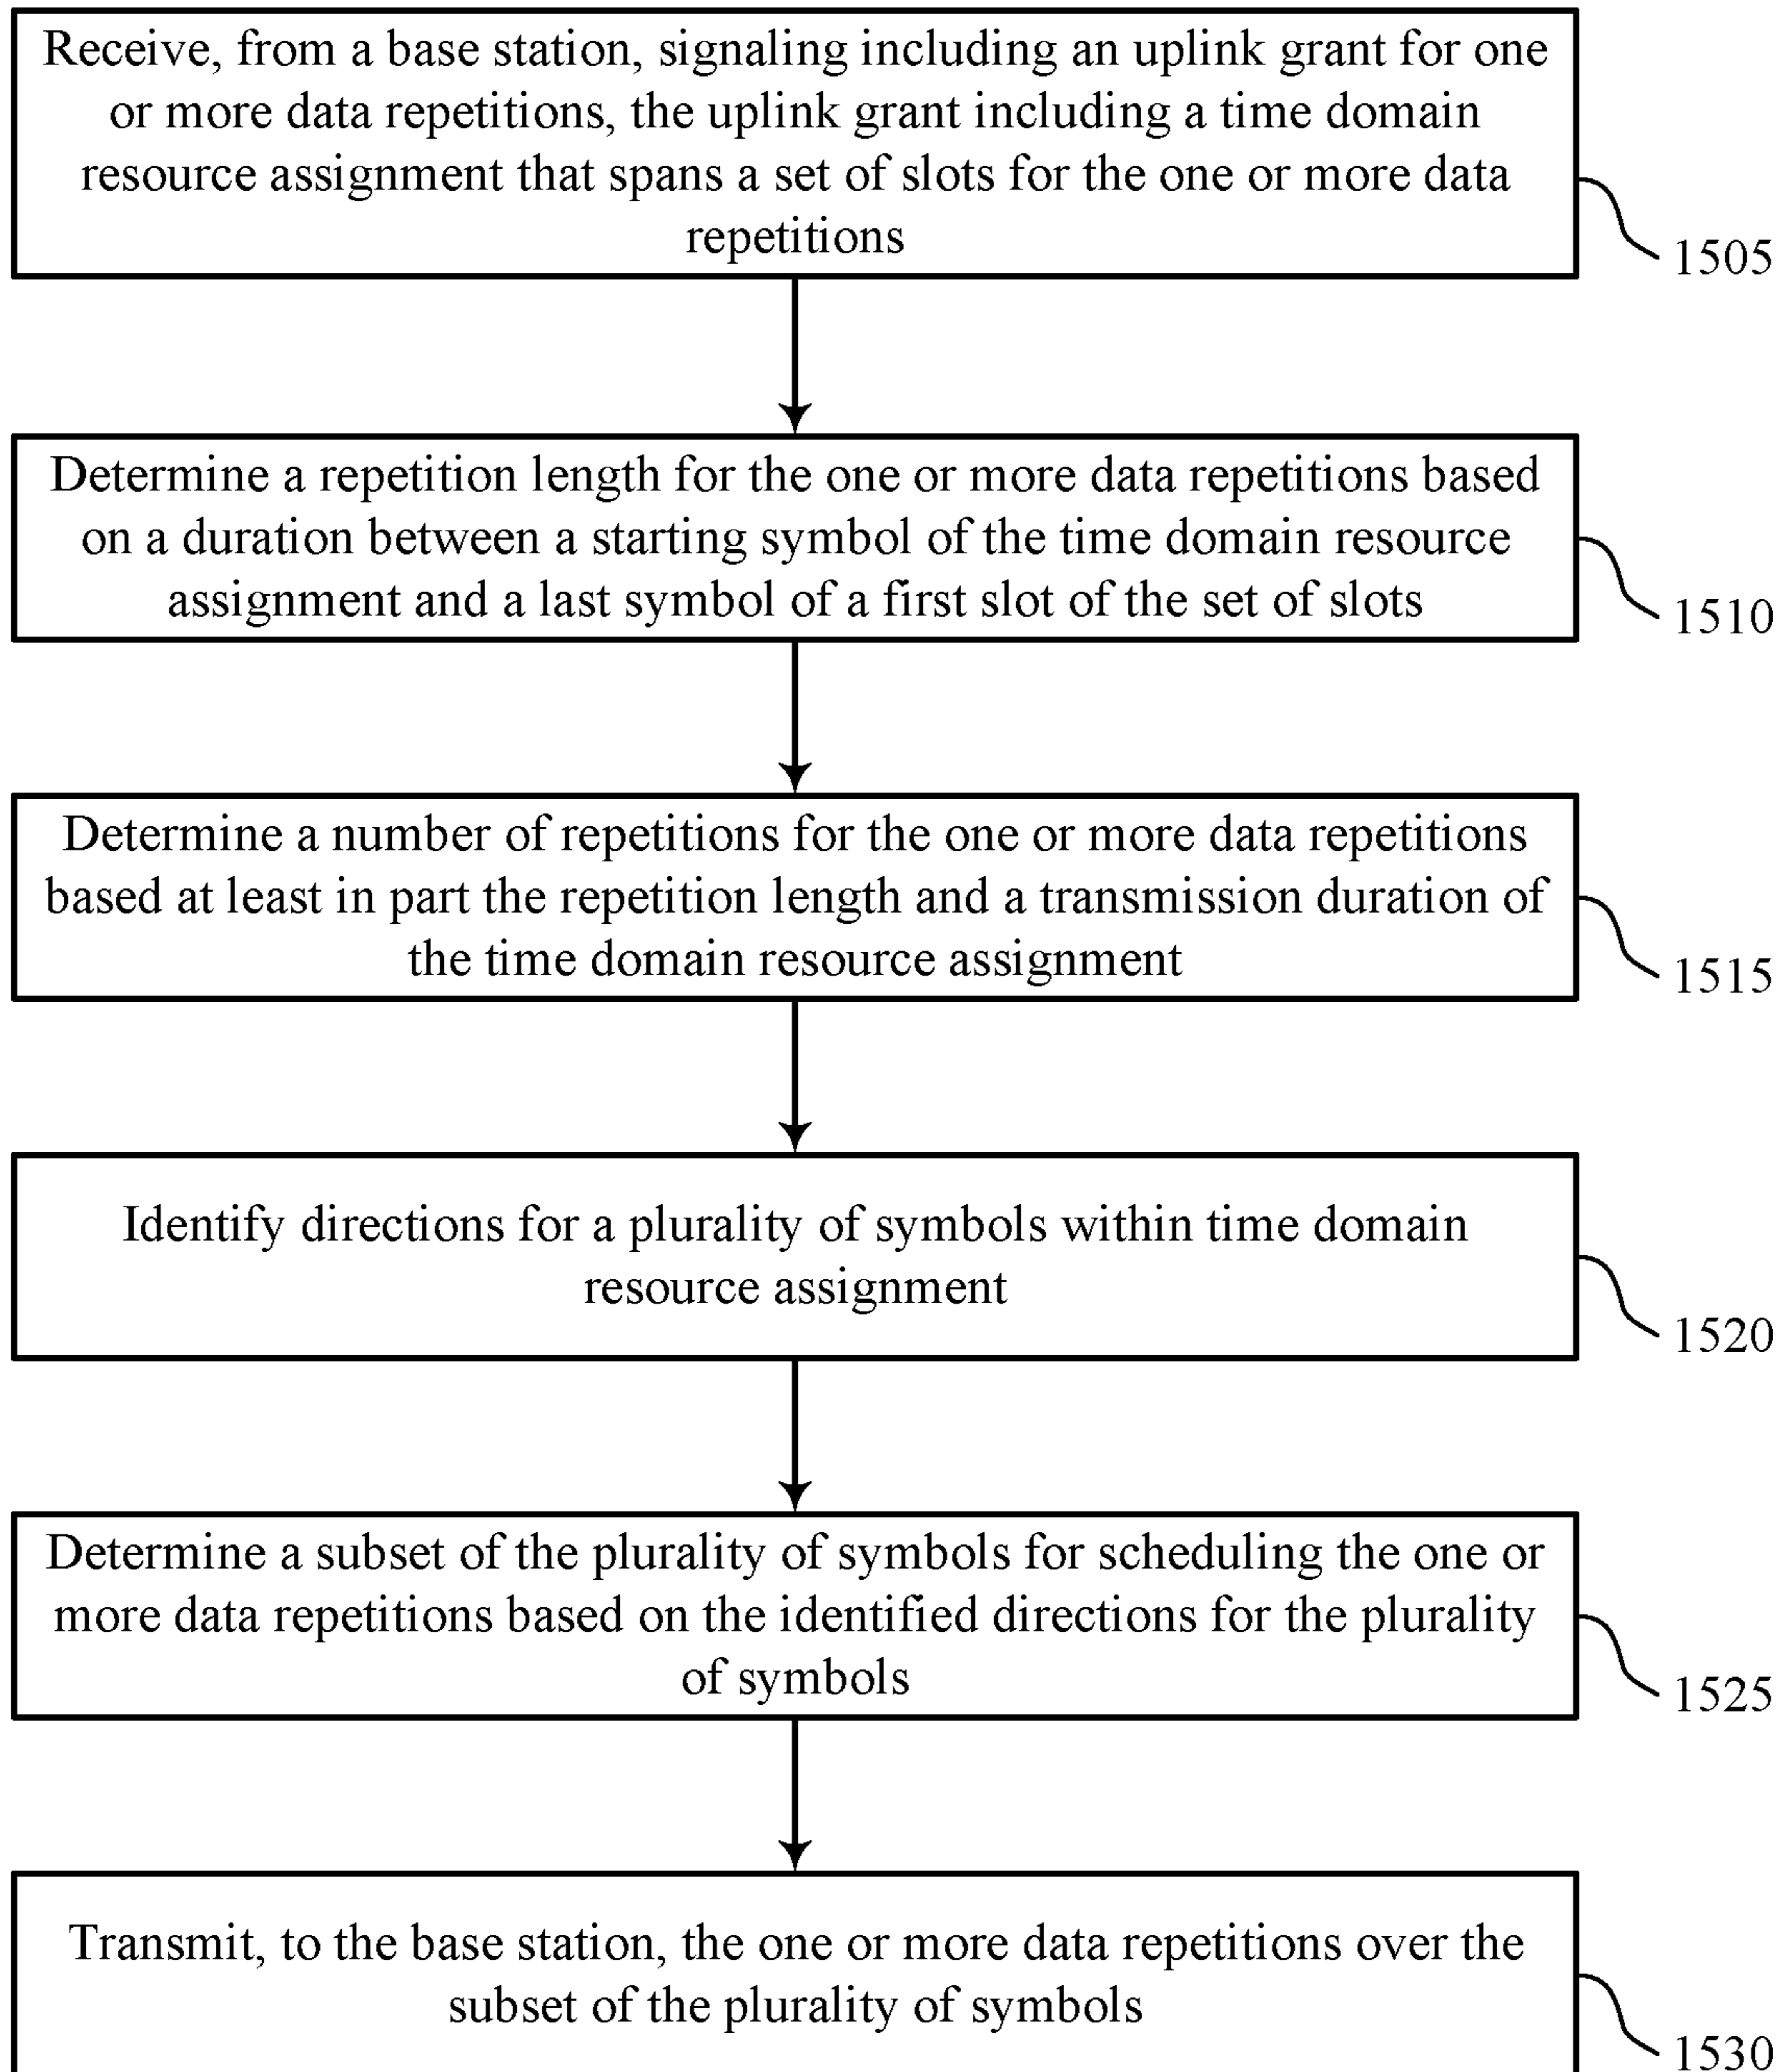 Receive, from a base station, signaling including an uplink grant for one
or more data repetitions, the uplink grant including a time domain
resource assignment that spans a set of slots for the one or more data
repetitions
1505
Determine a repetition length for the one or more data repetitions based
on a duration between a starting symbol of the time domain resource
assignment and a last symbol of a first slot of the set of slots
1510
Determine a number of repetitions for the one or more data repetitions
based at least in part the repetition length and a transmission duration of
the time domain resource assignment
1515
Identify directions for a plurality of symbols within time domain
resource assignment
1520
Determine a subset of the plurality of symbols for scheduling the one or
more data repetitions based on the identified directions for the plurality
of symbols
1525
Transmit, to the base station, the one or more data repetitions over the
subset of the plurality of symbols
1530